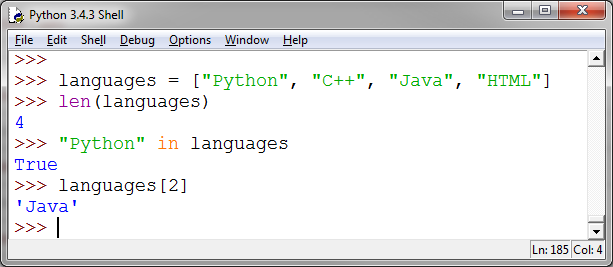 Python 3.4.3 Shell
File Edit Shell Debug Options Window Help
>>>
>>> languages = ["Python", "C++", "Java", "HTML"]
>>> len(languages)
4
>>> "Python" in languages
True
>>> languages[2]
'Java'
>>>
Ln: 185 Col: 4